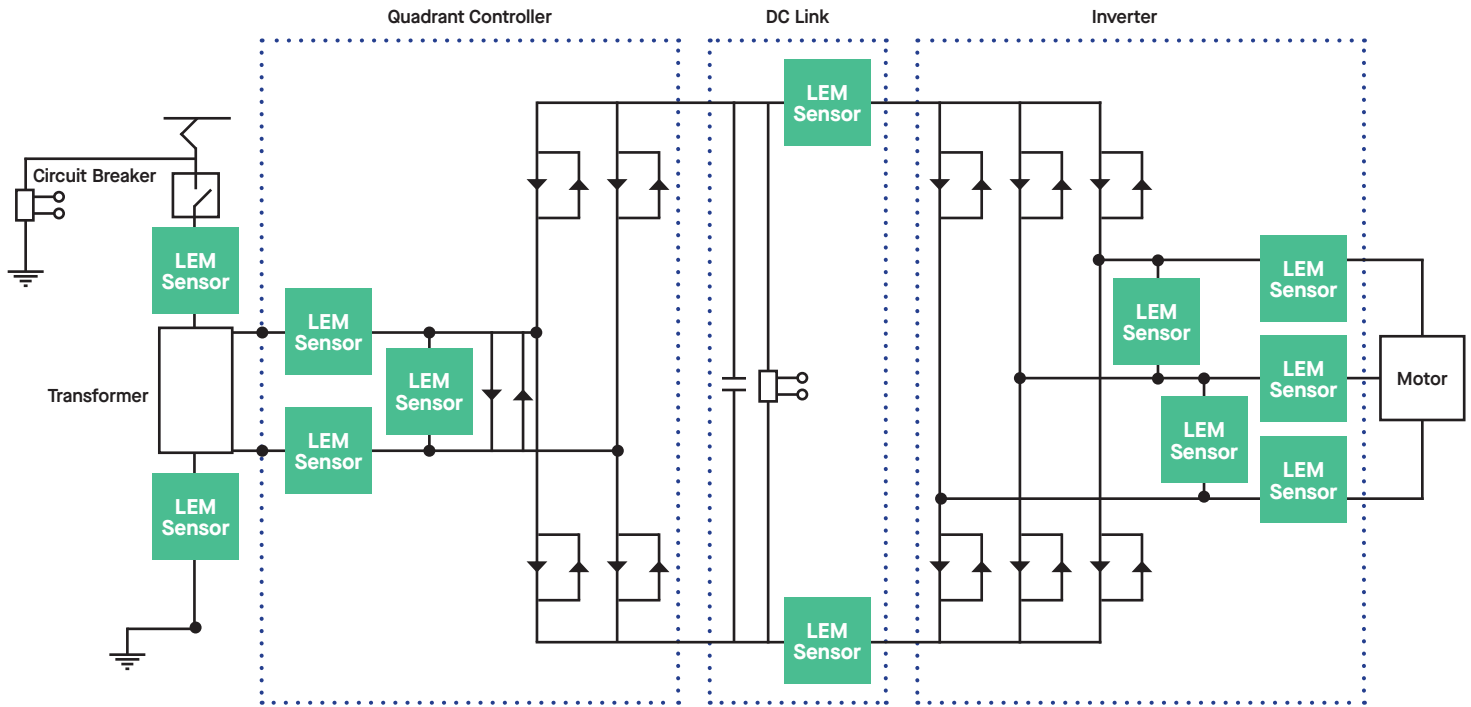 Quadrant Controller
DC Link
Inverter
LEM
Sensor
Circuit Breaker
LEM
Sensor
LEM
Sensor
LEM
Sensor
LEM
Sensor
LEM
Sensor
LEM
Sensor
Transformer
LEM
Sensor
Motor
LEM
Sensor
LEM
Sensor
LEM
Sensor
LEM
Sensor
LEM
Sensor
LEM
Sensor